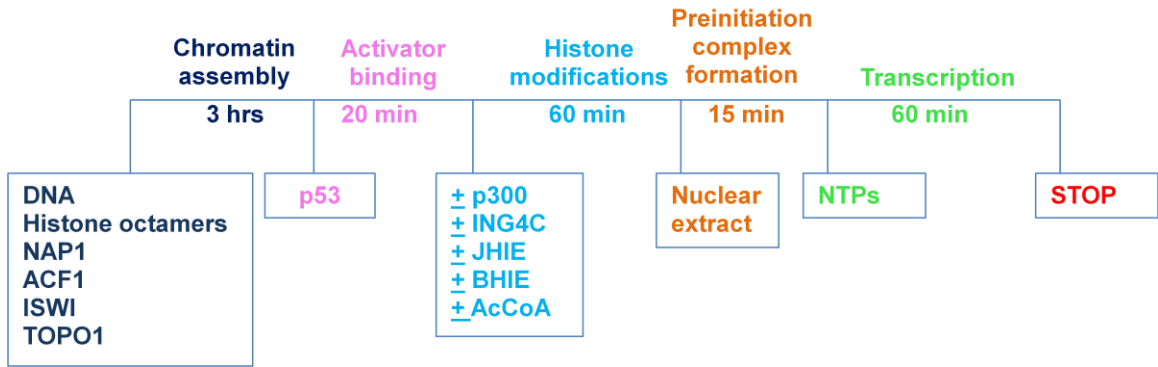 Chromatin
assembly
3 hrs
Activator
binding
20 min
Histone
modifications
60 min
Preinitiation
complex
formation
15 min
Transcription
60 min
DNA
Histone octamers
NAP1
ACF1
ISWI
TOPO1
p53
± p300
± ING4C
± JHIE
± BHIE
± AcCoA
Nuclear
extract
NTPs
STOP